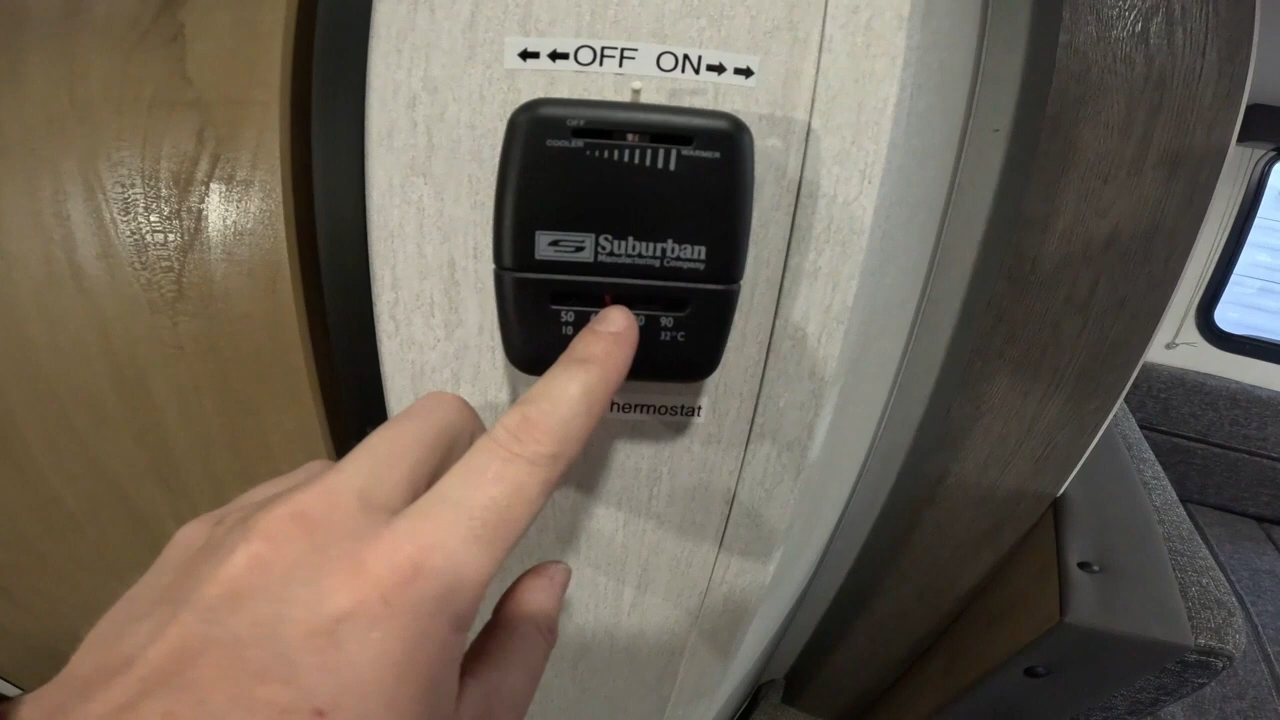 ←←OFF ON→→
OFF
COOLER WARMER
Suburban
Manufacturing Company
50 90
10 32°C
hermostat